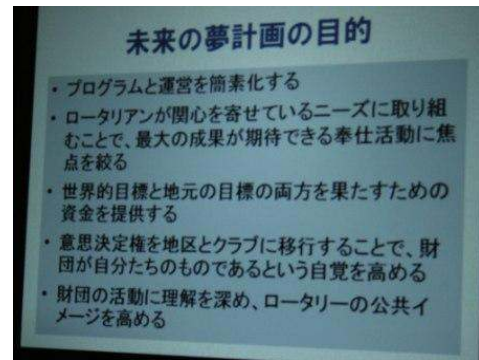 未来の夢計画の目的
・プログラムと運営を簡素化する
・ロータリアンが関心を寄せているニーズに取り組
むことで、最大の成果が期待できる奉仕活動に焦
点を絞る
・世界的目標と地元の目標の両方を果たすための
資金を提供する
・意思決定権を地区とクラブに移行することで、財
団が自分たちのものであるという自覚を高める
・財団の活動に理解を深め、ロータリーの公共イ
メージを高める